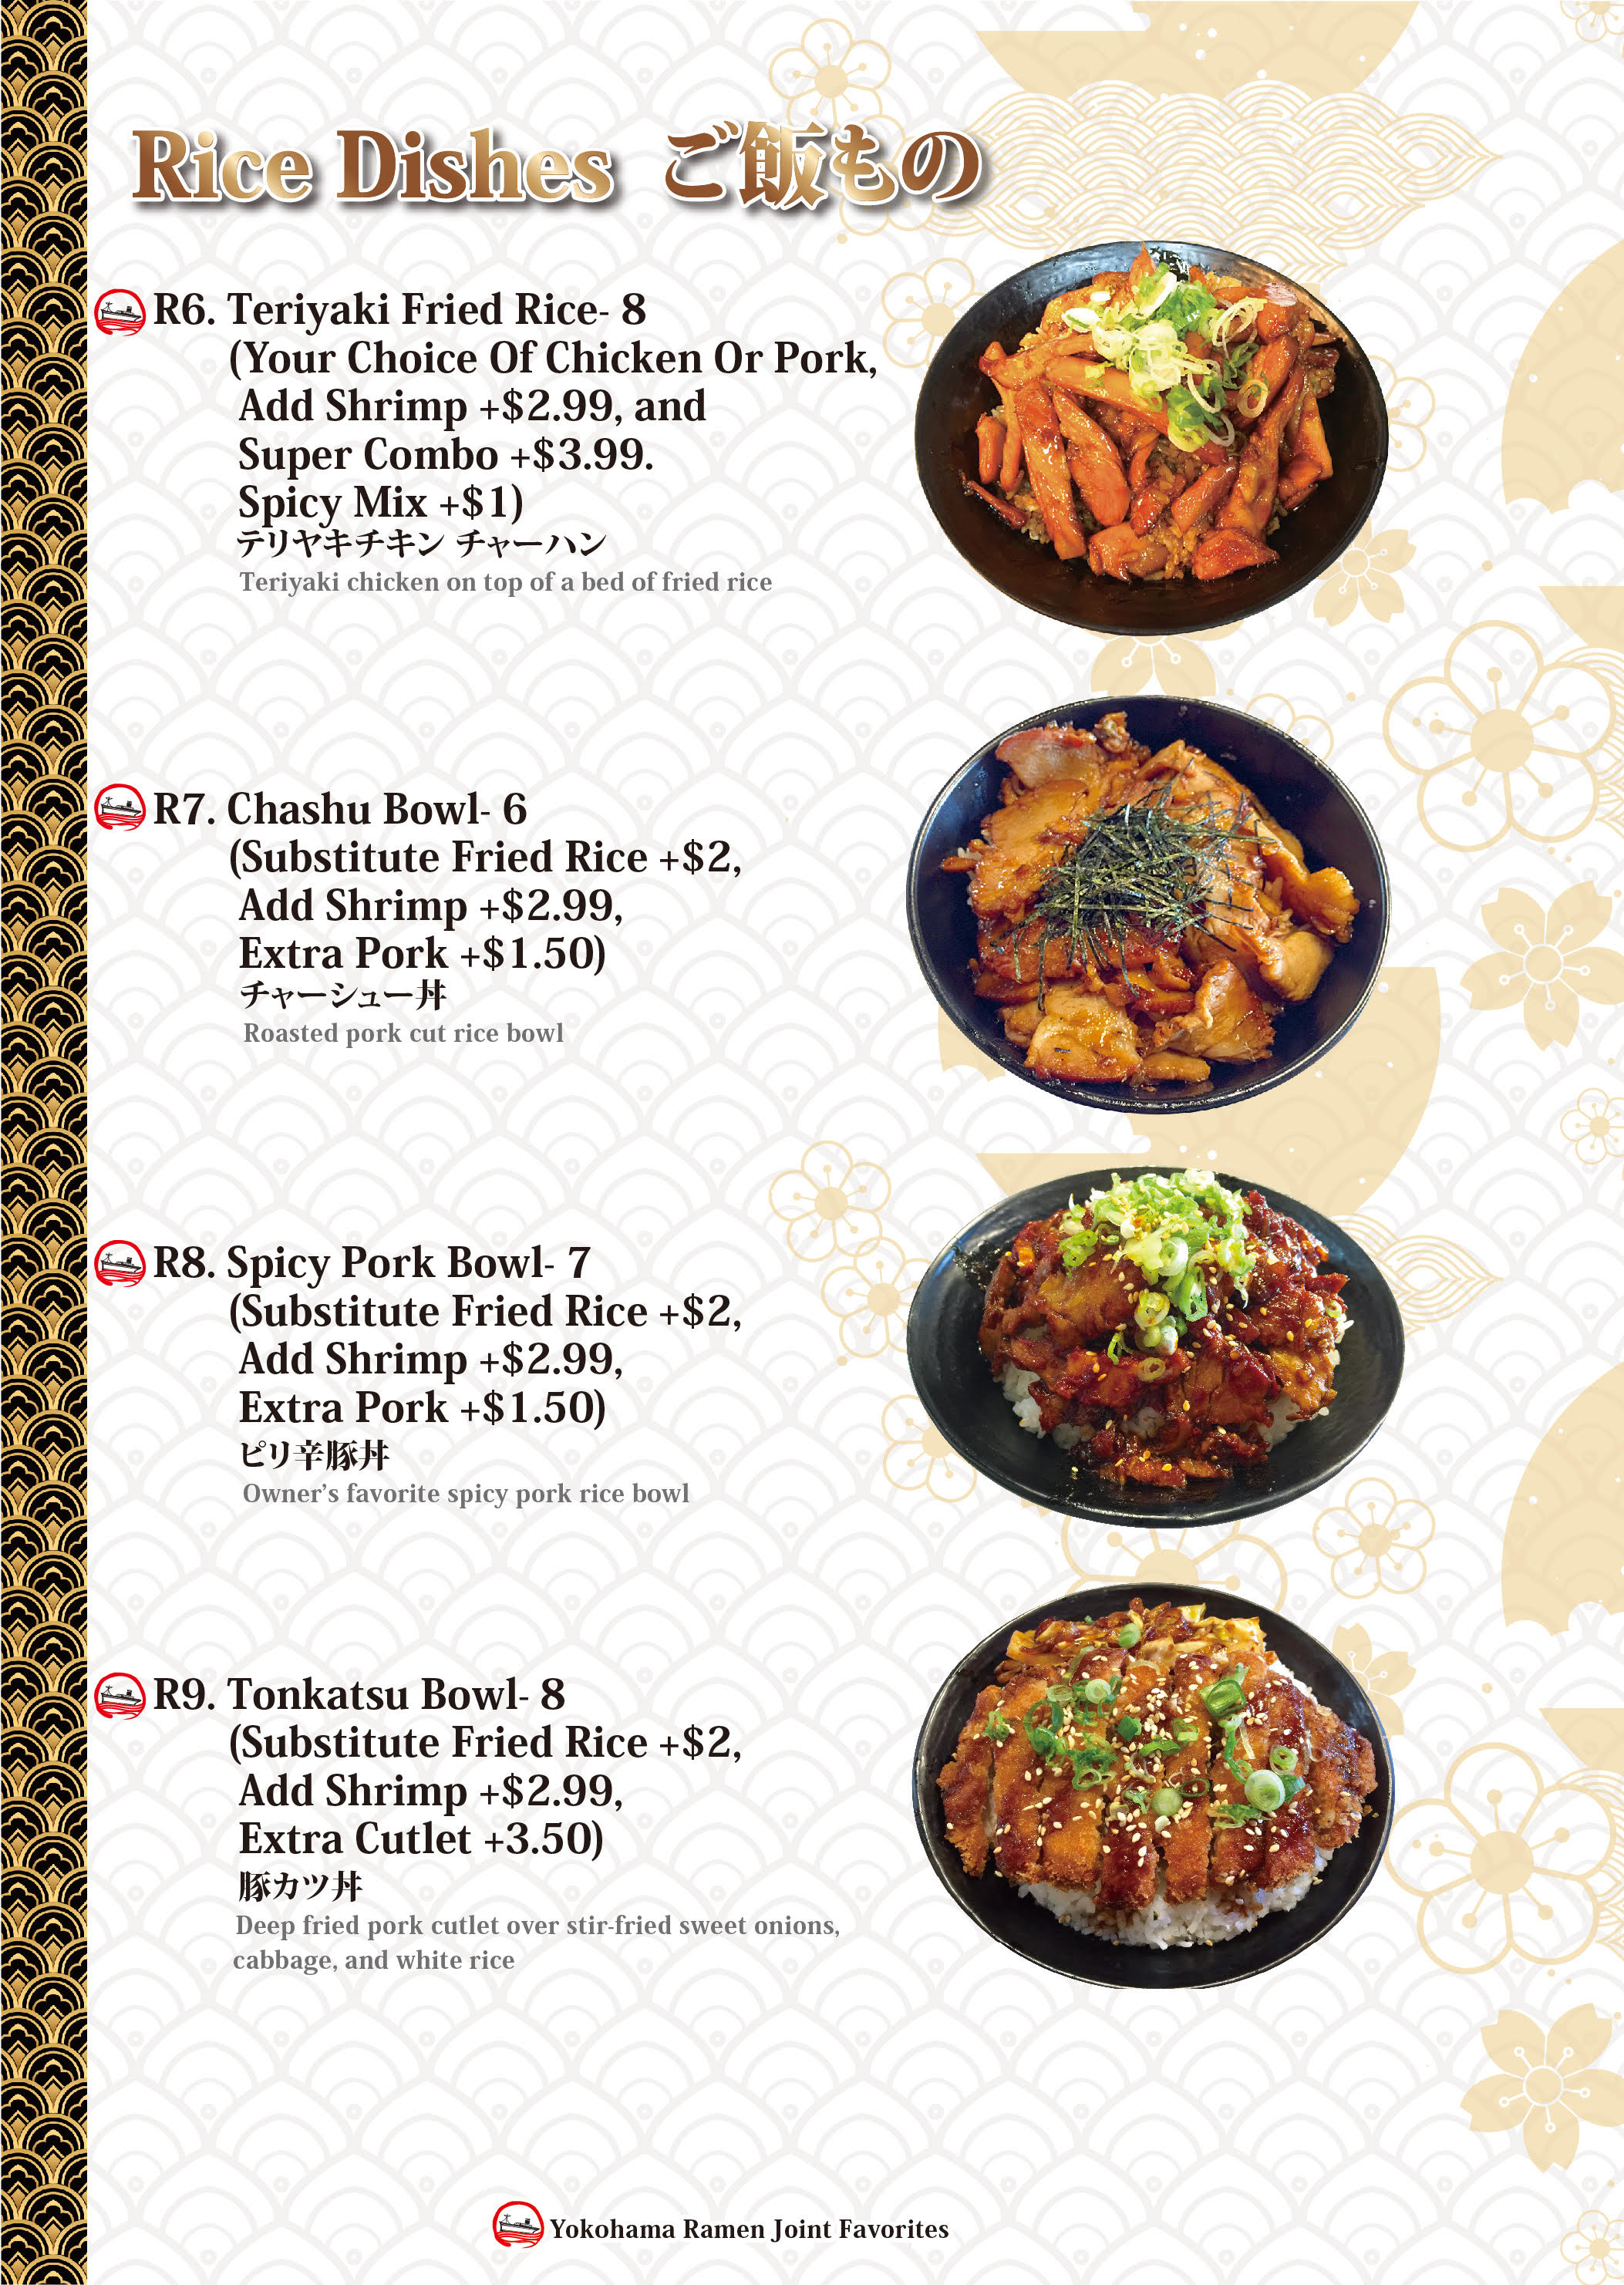 Rice Dishes ご飯もの
R6. Teriyaki Fried Rice- 8
(Your Choice Of Chicken Or Pork,
Add Shrimp +$2.99, and
Super Combo +$3.99.
Spicy Mix +$1)
テリヤキチキン チャーハン
Teriyaki chicken on top of a bed of fried rice
R7. Chashu Bowl- 6
(Substitute Fried Rice +$2,
Add Shrimp +$2.99,
Extra Pork +$1.50)
チャーシュー丼
Roasted pork cut rice bowl
R8. Spicy Pork Bowl- 7
(Substitute Fried Rice +$2,
Add Shrimp +$2.99,
Extra Pork +$1.50)
ピリ辛豚丼
Owner’s favorite spicy pork rice bowl
R9. Tonkatsu Bowl- 8
(Substitute Fried Rice +$2,
Add Shrimp +$2.99,
Extra Cutlet +3.50)
豚カツ丼
Deep fried pork cutlet over stir-fried sweet onions,
cabbage, and white rice
Yokohama Ramen Joint Favorites